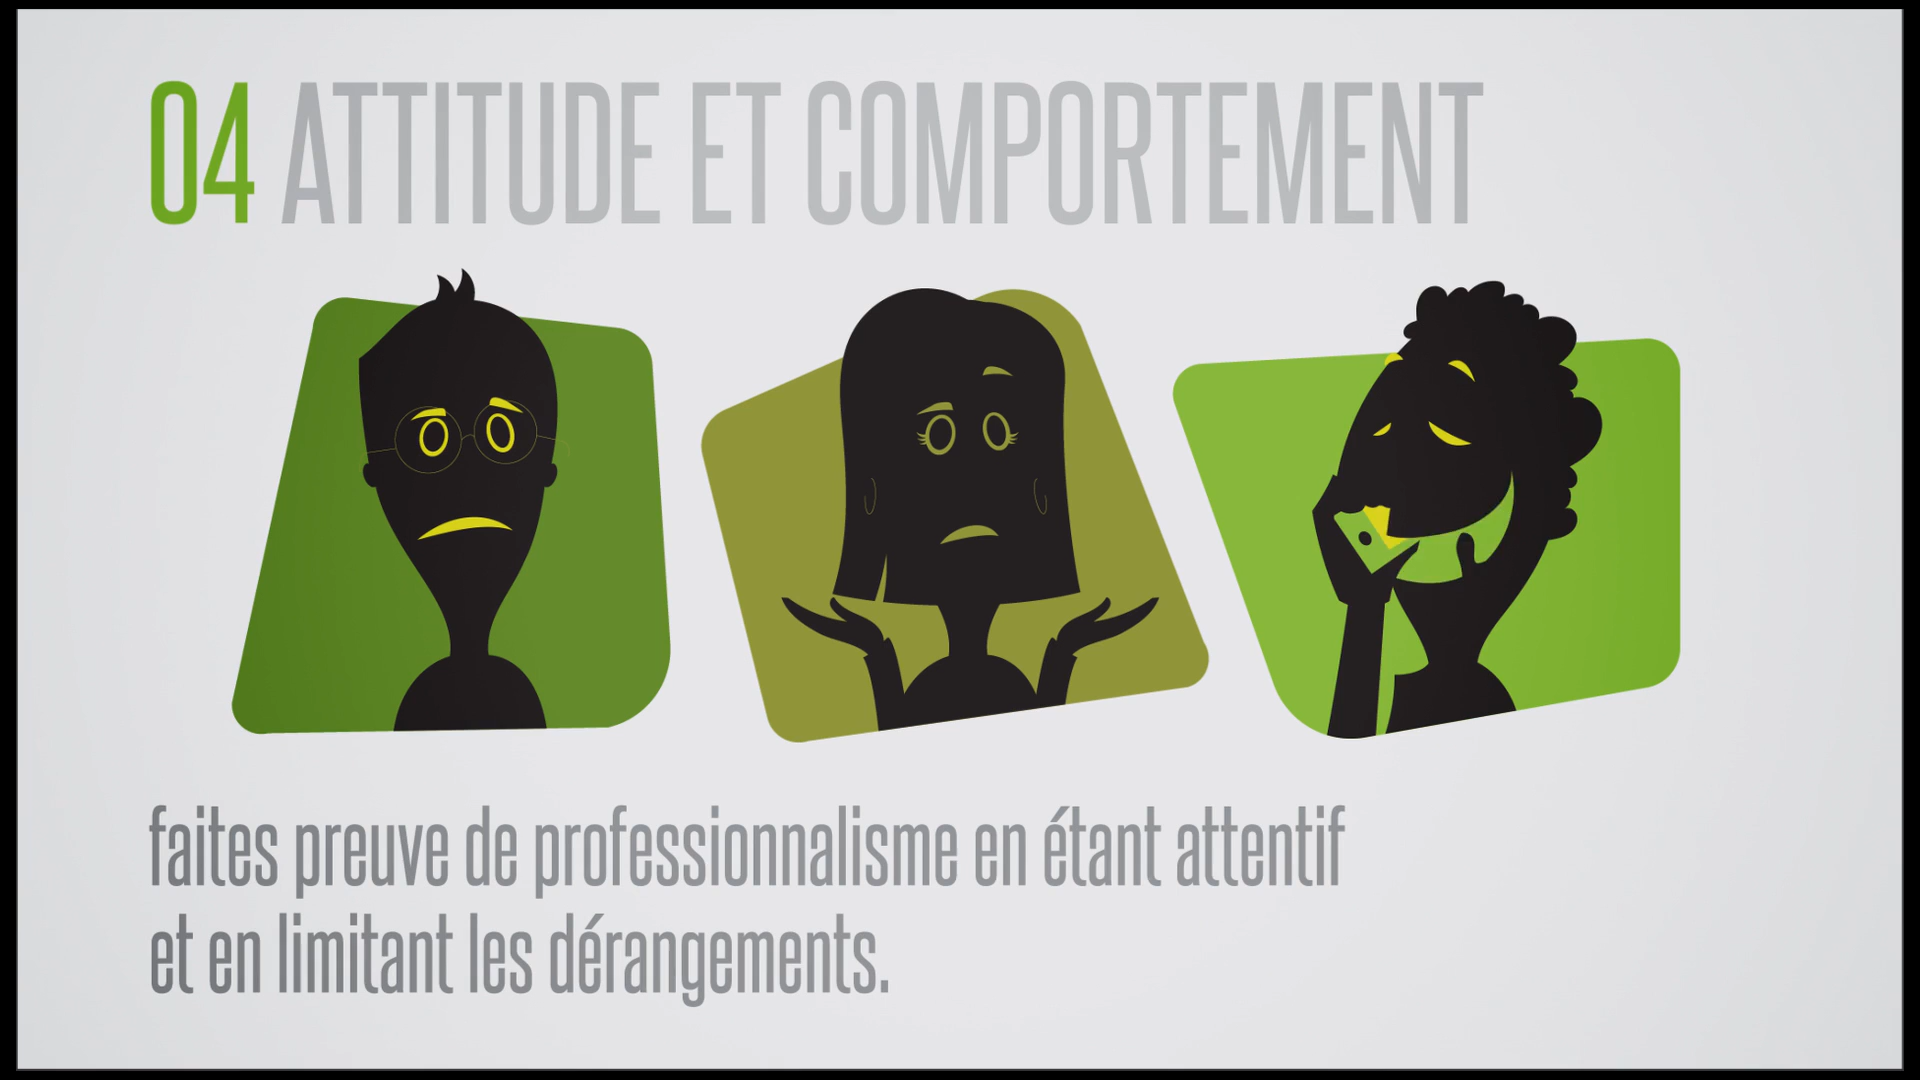 04 ATTITUDE ET COMPORTEMENT
faites preuve de professionnalisme en étant attentif
et en limitant les dérangements.